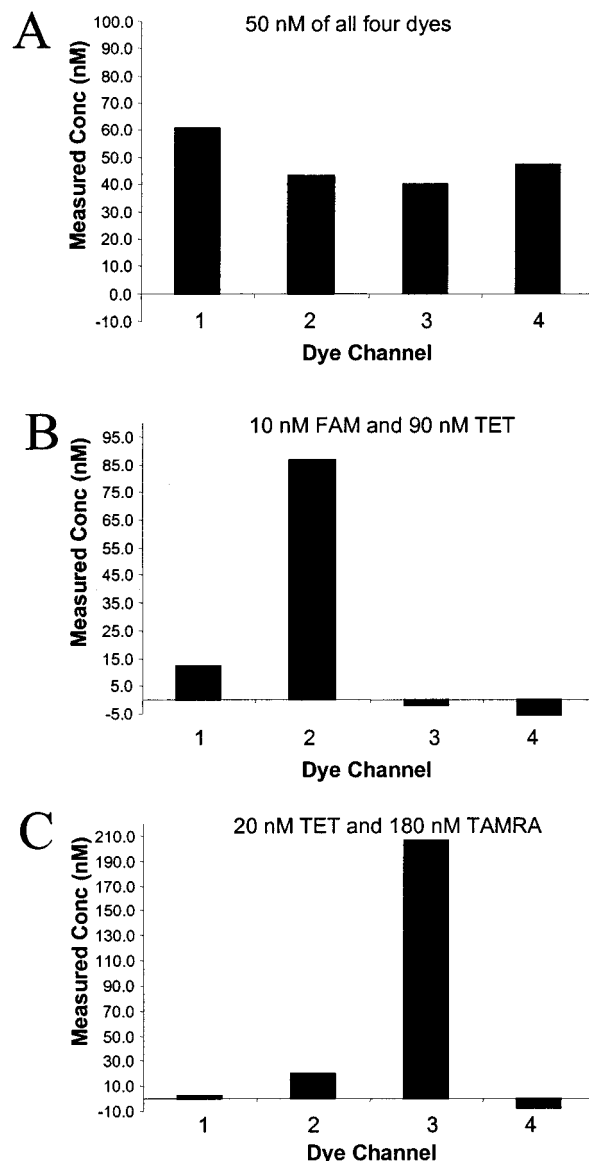 A
50 nM of all four dyes
Measured Conc (nM)
100.0
90.0
80.0
70.0
60.0
50.0
40.0
30.0
20.0
10.0
0.0
-10.0
1 2 3 4
Dye Channel
B
10 nM FAM and 90 nM TET
Measured Conc (nM)
95.0
85.0
75.0
65.0
55.0
45.0
35.0
25.0
15.0
5.0
-5.0
1 2 3 4
Dye Channel
C
20 nM TET and 180 nM TAMRA
Measured Conc (nM)
210.0
190.0
170.0
150.0
130.0
110.0
90.0
70.0
50.0
30.0
10.0
-10.0
1 2 3 4
Dye Channel